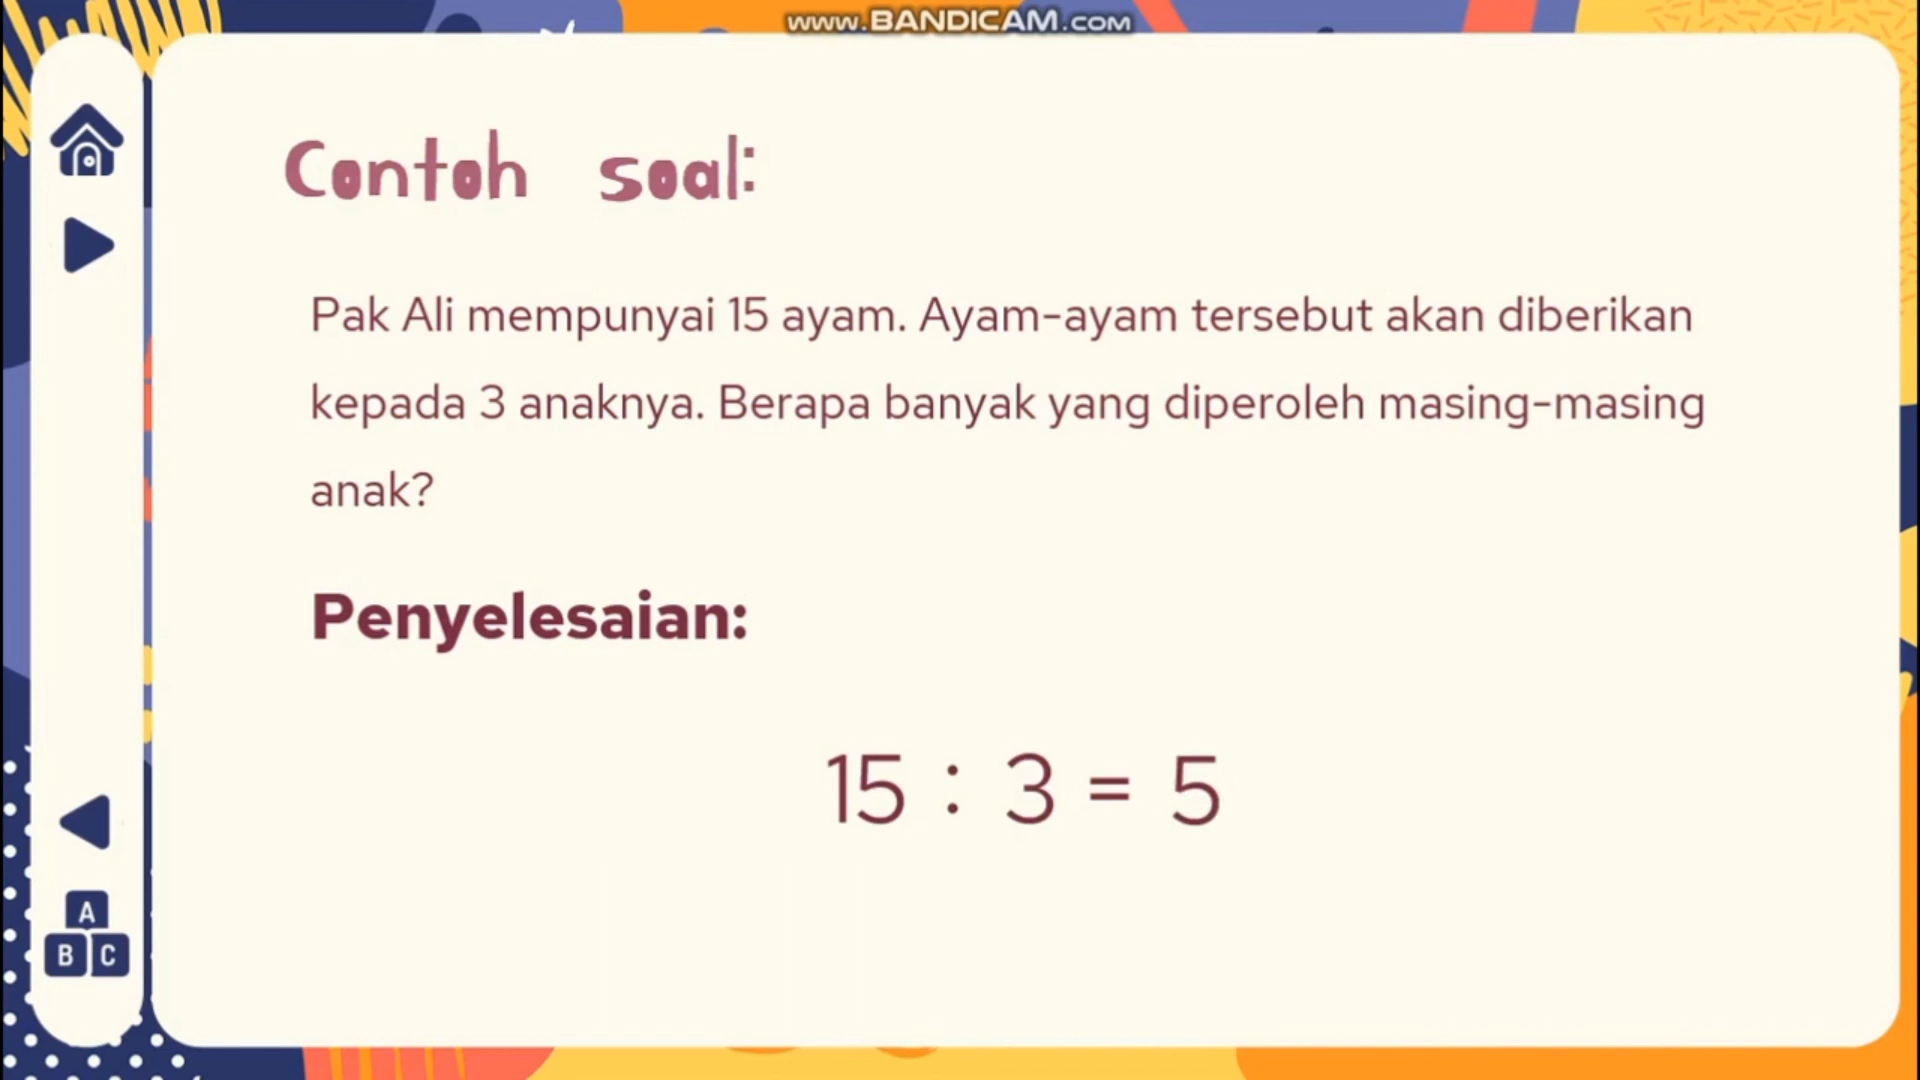 www.BANDICAM.com
Contoh soal:
Pak Ali mempunyai 15 ayam. Ayam-ayam tersebut akan diberikan
kepada 3 anaknya. Berapa banyak yang diperoleh masing-masing
anak?
Penyelesaian:
15 : 3 = 5
A
B C